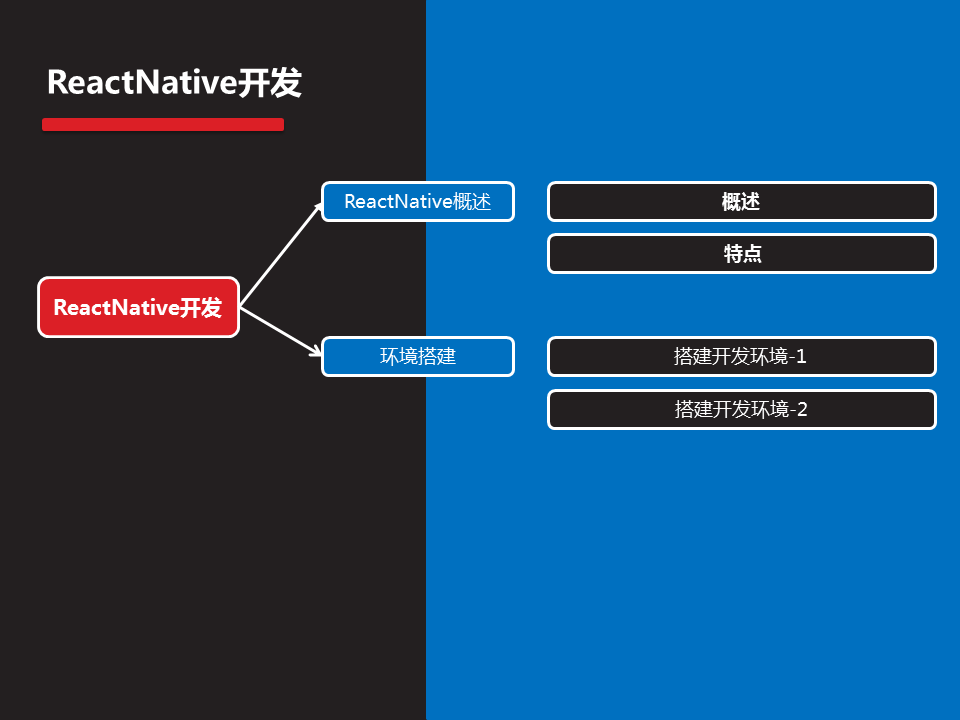 ReactNative开发
ReactNative概述
概述
特点
ReactNative开发
环境搭建
搭建开发环境-1
搭建开发环境-2